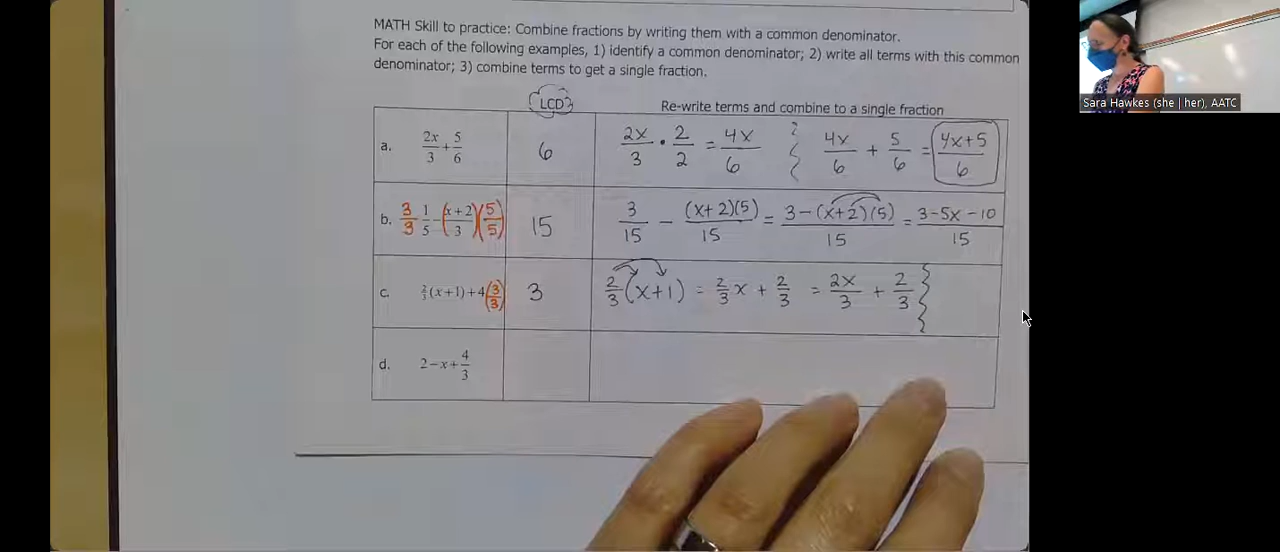 MATH Skill to practice: Combine fractions by writing them with a common denominator.
For each of the following examples, 1) identify a common denominator; 2) write all terms with this common
denominator; 3) combine terms to get a single fraction.
LCD Re-write terms and combine to a single fraction
a. 2x/3 + 5/6 6 2x/3 · 2/2 = 4x/6 4x/6 + 5/6 = 4x+5/6
b. 3/3 1/5 - (x+2/3)(5/5) 15 3/15 - (x+2)(5)/15 = 3-(x+2)(5)/15 = 3-5x-10/15
c. 2/3(x+1)+4(3/3) 3 2/3(x+1) = 2/3x + 2/3 = 2x/3 + 2/3
d. 2-x+4/3
Sara Hawkes (she | her), AATC